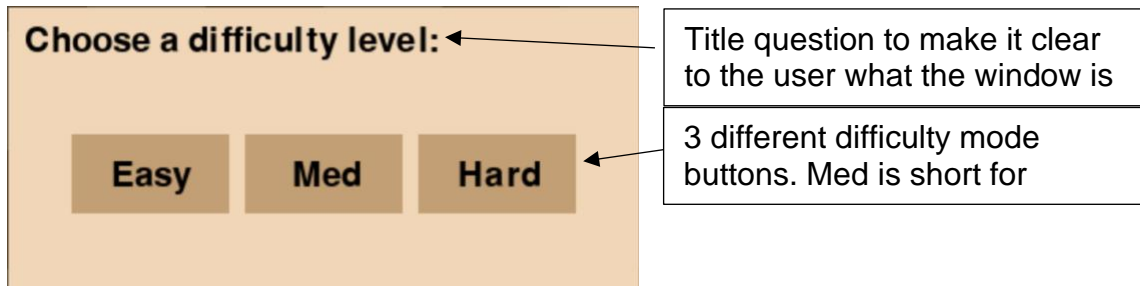 Choose a difficulty level:
Title question to make it clear
to the user what the window is
3 different difficulty mode
buttons. Med is short for
Easy Med Hard